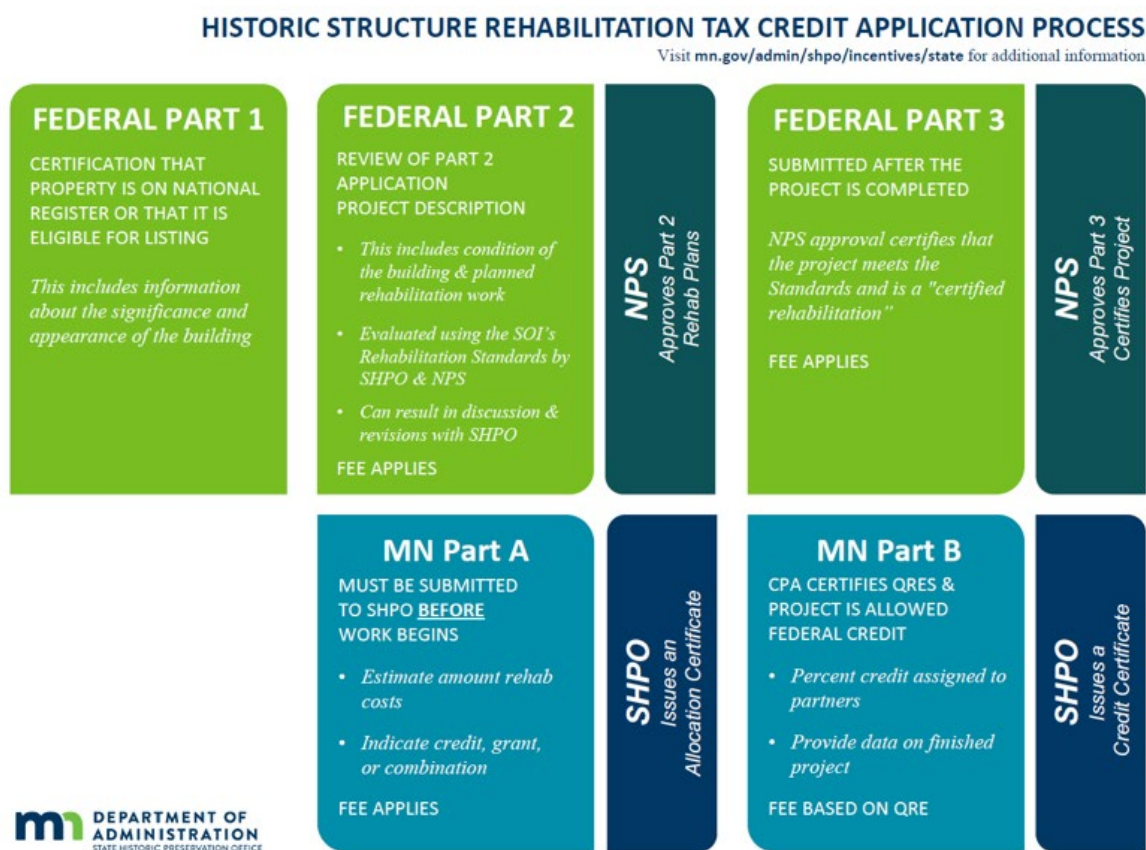 HISTORIC STRUCTURE REHABILITATION TAX CREDIT APPLICATION PROCESS
Visit mn.gov/admin/shpo/incentives/state for additional information
FEDERAL PART 1
CERTIFICATION THAT
PROPERTY IS ON NATIONAL
REGISTER OR THAT IT IS
ELIGIBLE FOR LISTING
This includes information
about the significance and
appearance of the building
FEDERAL PART 2
REVIEW OF PART 2
APPLICATION
PROJECT DESCRIPTION
• This includes condition of
the building & planned
rehabilitation work
• Evaluated using the SOI's
Rehabilitation Standards by
SHPO & NPS
• Can result in discussion &
revisions with SHPO
FEE APPLIES
NPS
Approves Part 2
Rehab Plans
FEDERAL PART 3
SUBMITTED AFTER THE
PROJECT IS COMPLETED
NPS approval certifies that
the project meets the
Standards and is a "certified
rehabilitation”
FEE APPLIES
NPS
Approves Part 3
Certifies Project
MN Part A
MUST BE SUBMITTED
TO SHPO BEFORE
WORK BEGINS
• Estimate amount rehab
costs
• Indicate credit, grant,
or combination
FEE APPLIES
SHPO
Issues an
Allocation Certificate
MN Part B
CPA CERTIFIES QRES &
PROJECT IS ALLOWED
FEDERAL CREDIT
• Percent credit assigned to
partners
• Provide data on finished
project
FEE BASED ON QRE
SHPO
Issues a
Credit Certificate
mn DEPARTMENT OF
ADMINISTRATION
STATE HISTORIC PRESERVATION OFFICE